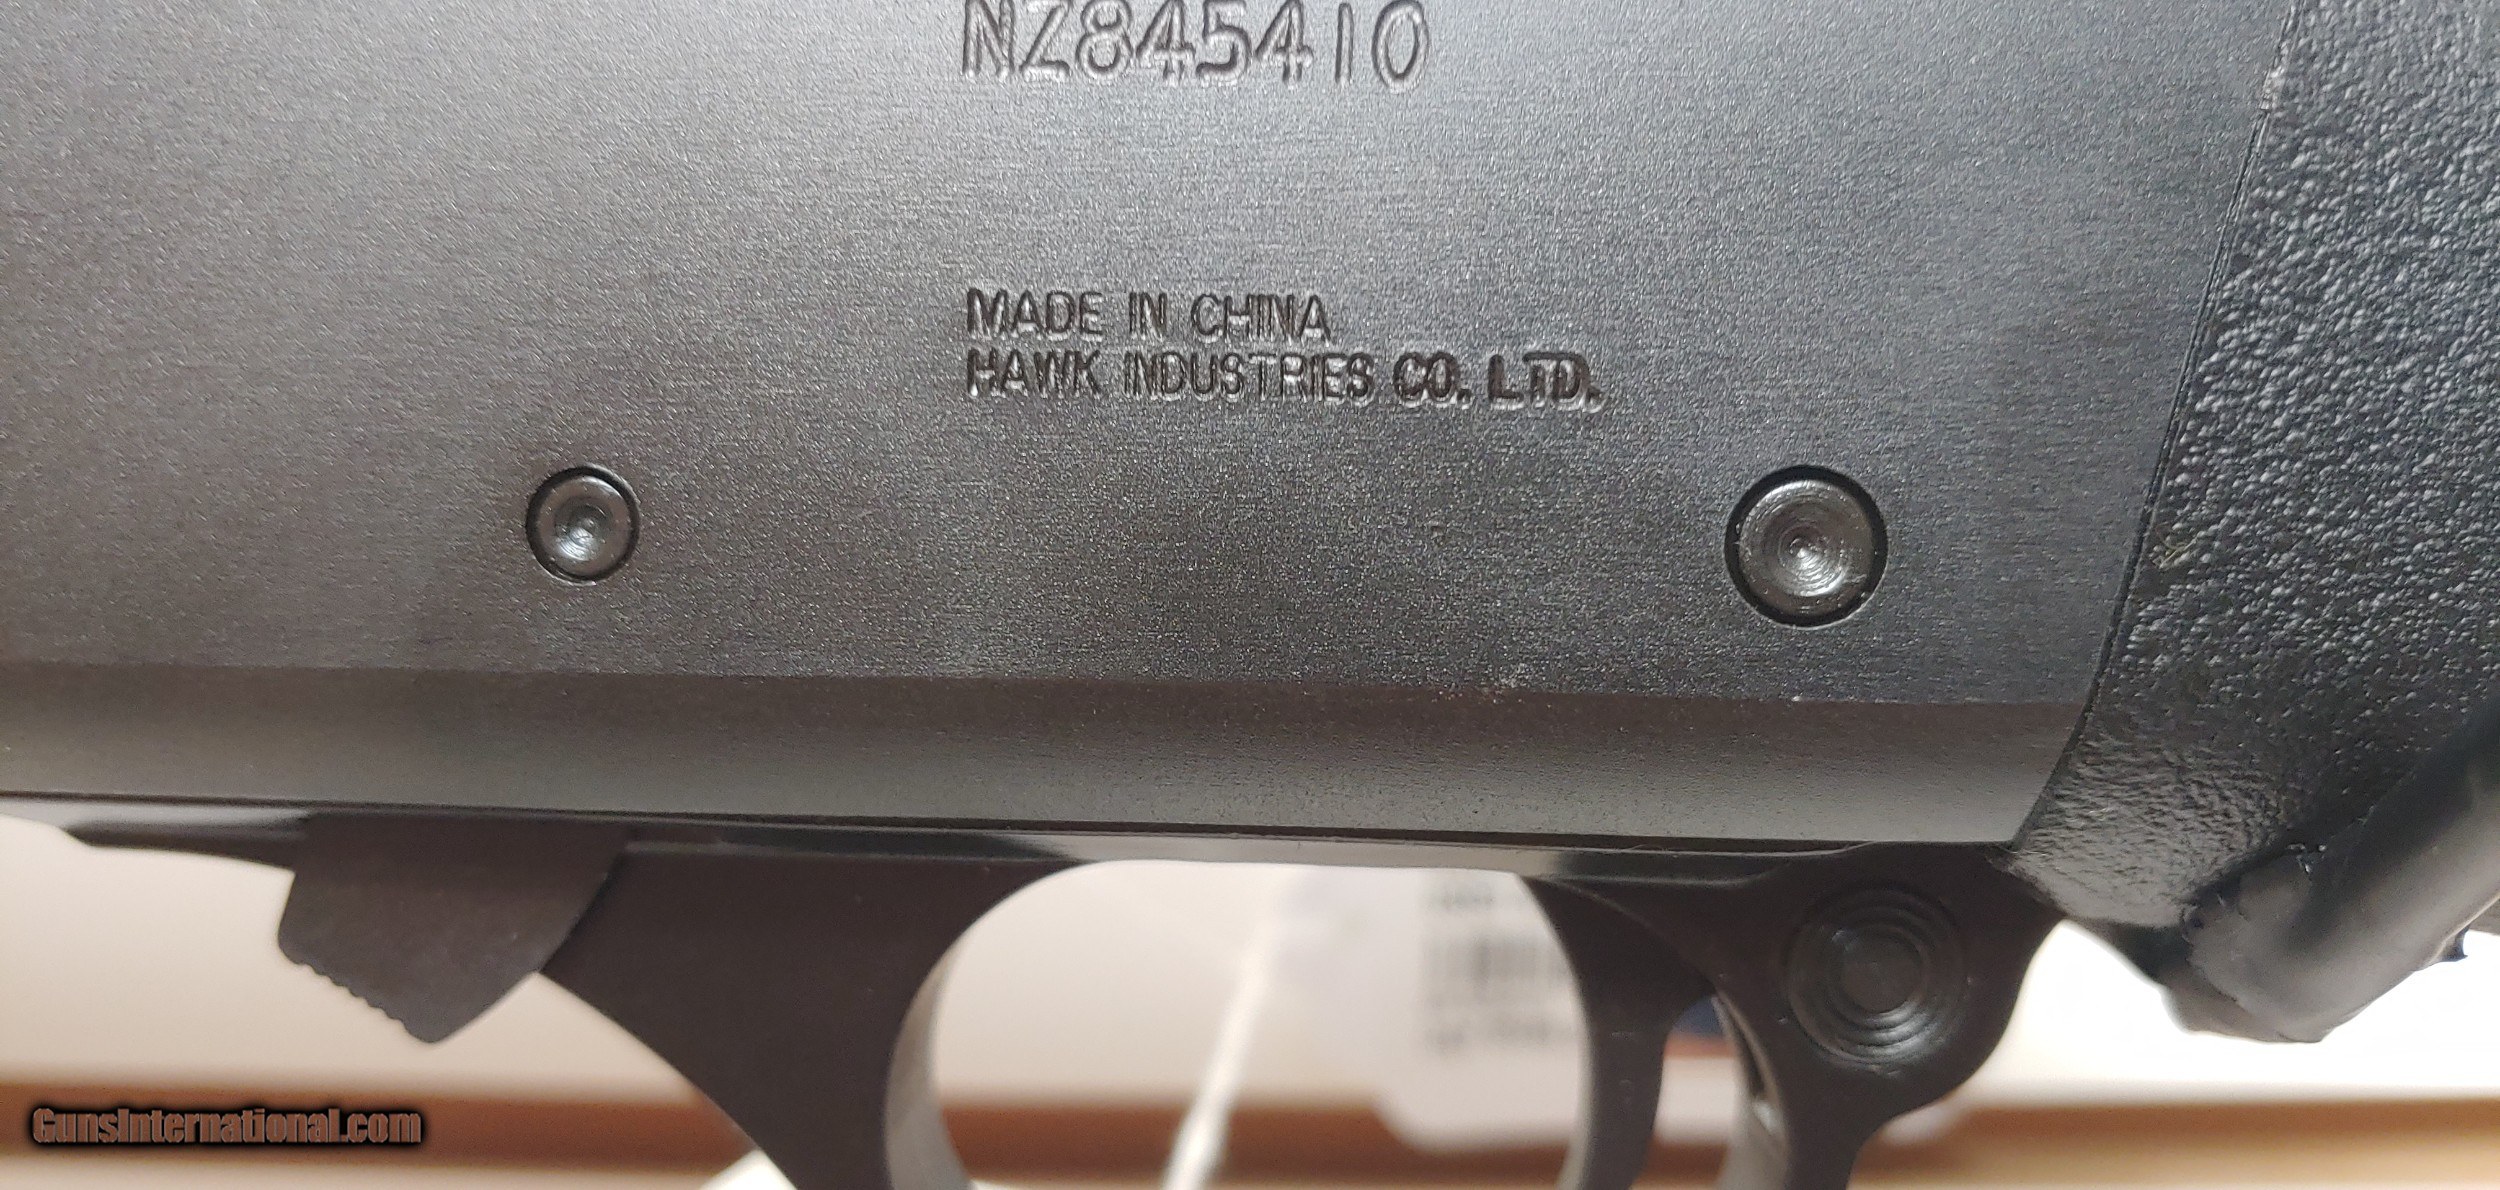 NZ845410
MADE IN CHINA
HAWK INDUSTRIES CO. LTD.
GunsInternational.com